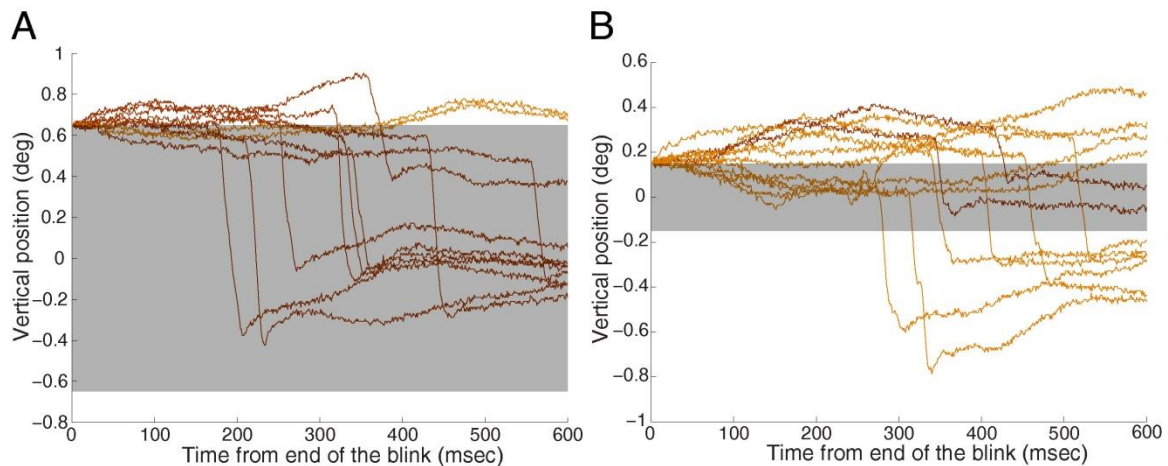 A
Vertical position (deg)
1
0.8
0.6
0.4
0.2
0
−0.2
−0.4
−0.6
−0.8
0 100 200 300 400 500 600
Time from end of the blink (msec)
B
Vertical position (deg)
0.6
0.4
0.2
0
−0.2
−0.4
−0.6
−0.8
−1
0 100 200 300 400 500 600
Time from end of the blink (msec)